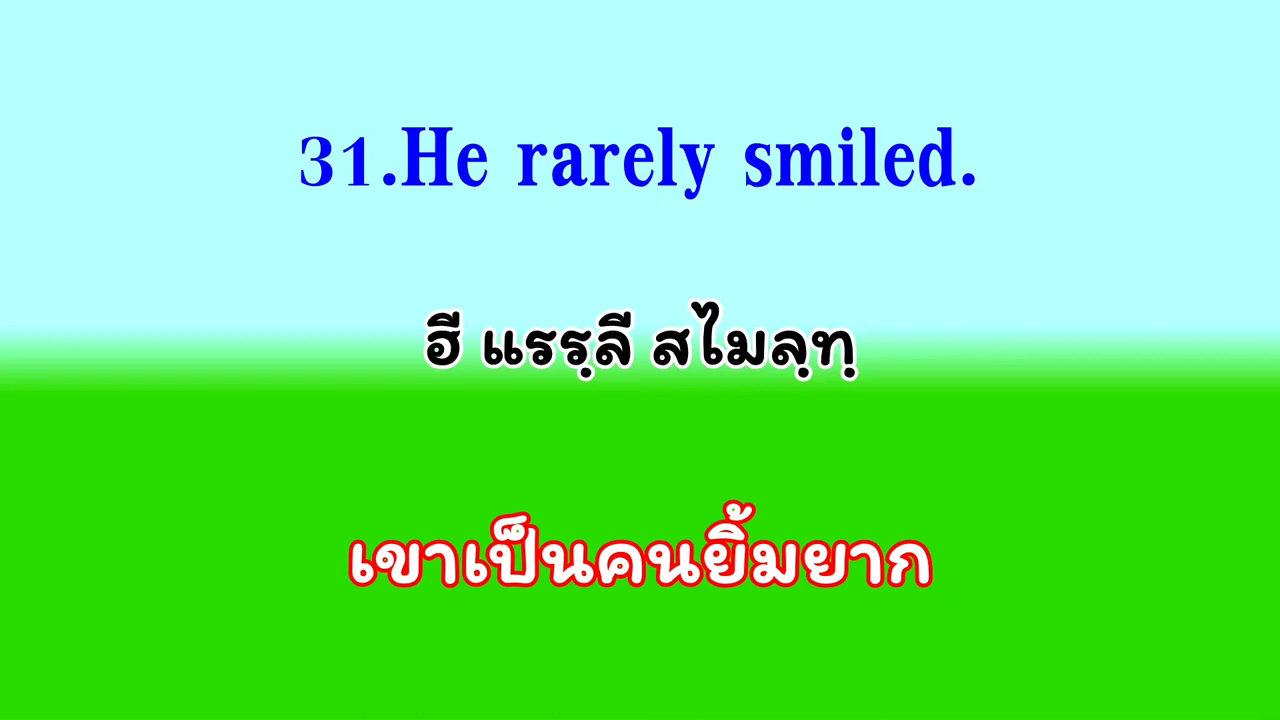 31.He rarely smiled.
ฮี แรรฺลี สไมลฺทฺ
เขาเป็นคนยิ้มยาก